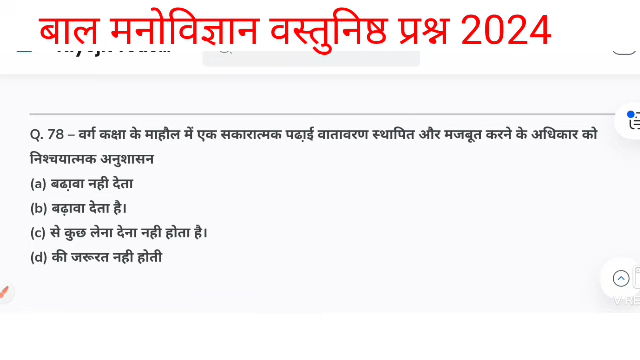 बाल मनोविज्ञान वस्तुनिष्ठ प्रश्न 2024
Q. 78 – वर्ग कक्षा के माहौल में एक सकारात्मक पढाई वातावरण स्थापित और मजबूत करने के अधिकार को
निश्चयात्मक अनुशासन
(a) बढावा नही देता
(b) बढ़ावा देता है।
(c) से कुछ लेना देना नही होता है।
(d) की जरूरत नही होती